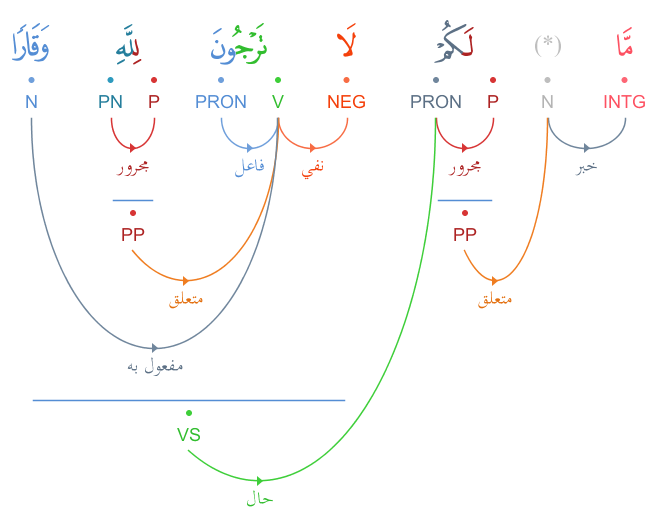 مَّا (*) لَكُمْ لَا تَرْجُونَ لِلَّهِ وَقَارًا
N PN P PRON V NEG PRON P N INTG
مجرور فاعل نفي مجرور خبر
PP PP
متعلق متعلق
مفعول به
VS
حال